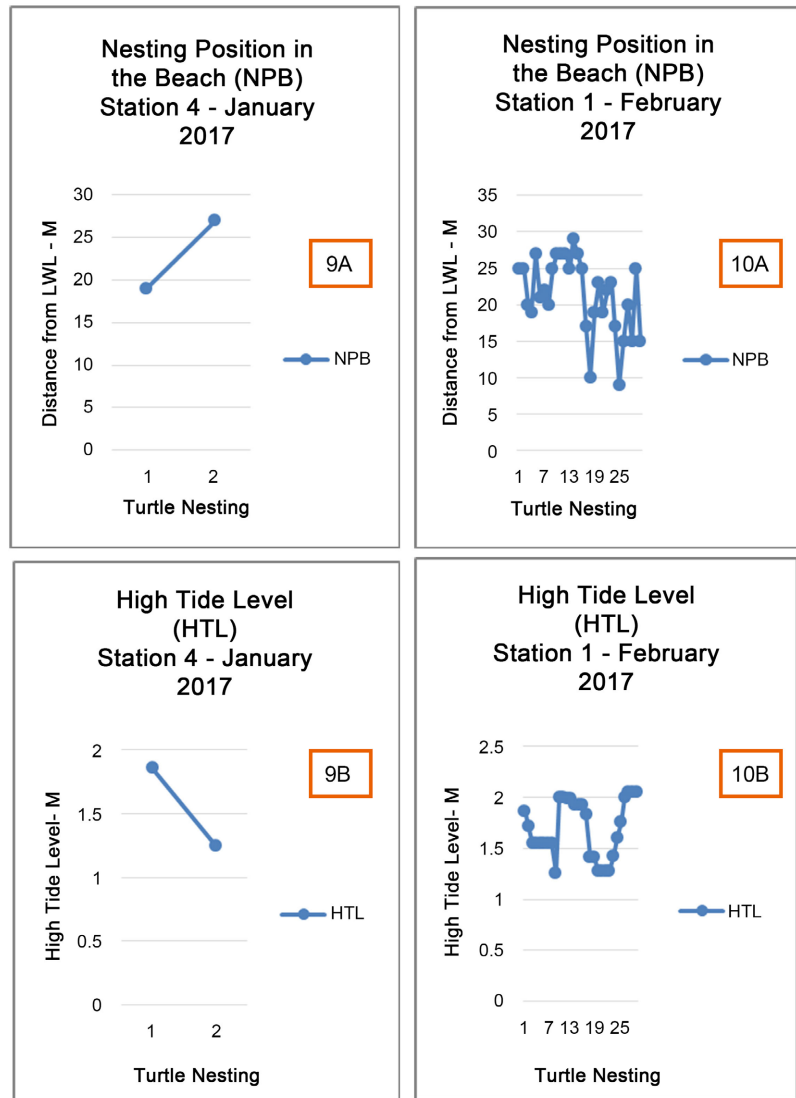 Nesting Position in
the Beach (NPB)
Station 4 - January
2017
Distance from LWL - M
30
25
20
15
10
5
0
1 2
Turtle Nesting
9A
NPB
Nesting Position in
the Beach (NPB)
Station 1 - February
2017
Distance from LWL - M
35
30
25
20
15
10
5
0
1 7 13 19 25
Turtle Nesting
10A
NPB
High Tide Level
(HTL)
Station 4 - January
2017
High Tide Level- M
2
1.5
1
0.5
0
1 2
Turtle Nesting
9B
HTL
High Tide Level
(HTL)
Station 1 - February
2017
High Tide Level- M
2.5
2
1.5
1
0.5
0
1 7 13 19 25
Turtle Nesting
10B
HTL